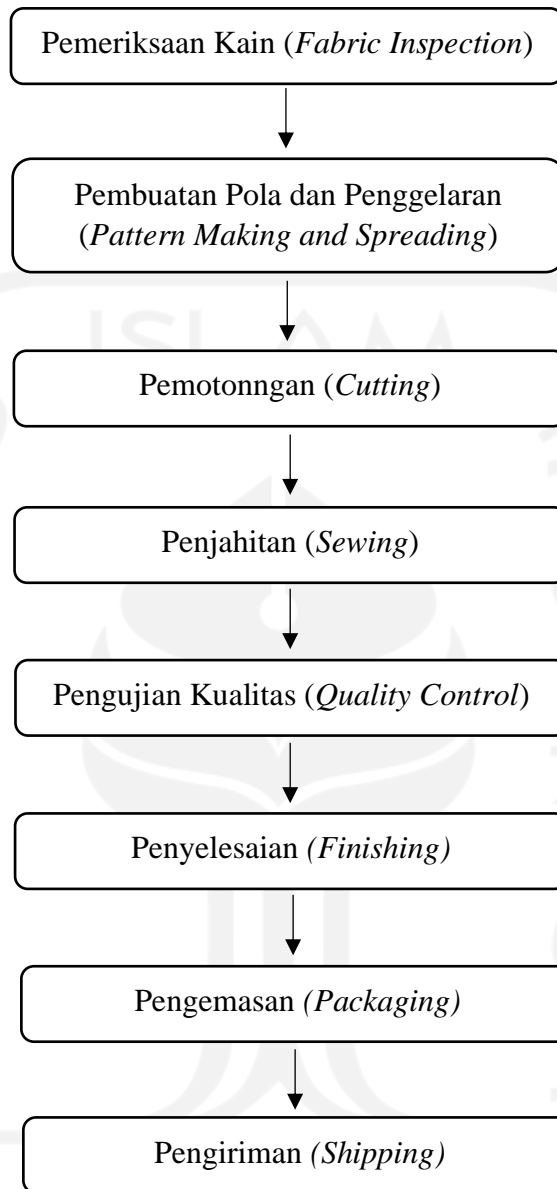 Pemeriksaan Kain (Fabric Inspection)
Pembuatan Pola dan Penggelaran
(Pattern Making and Spreading)
ISLAM
Pemotonngan (Cutting)
Penjahitan (Sewing)
Pengujian Kualitas (Quality Control)
Penyelesaian (Finishing)
Pengemasan (Packaging)
Pengiriman (Shipping)